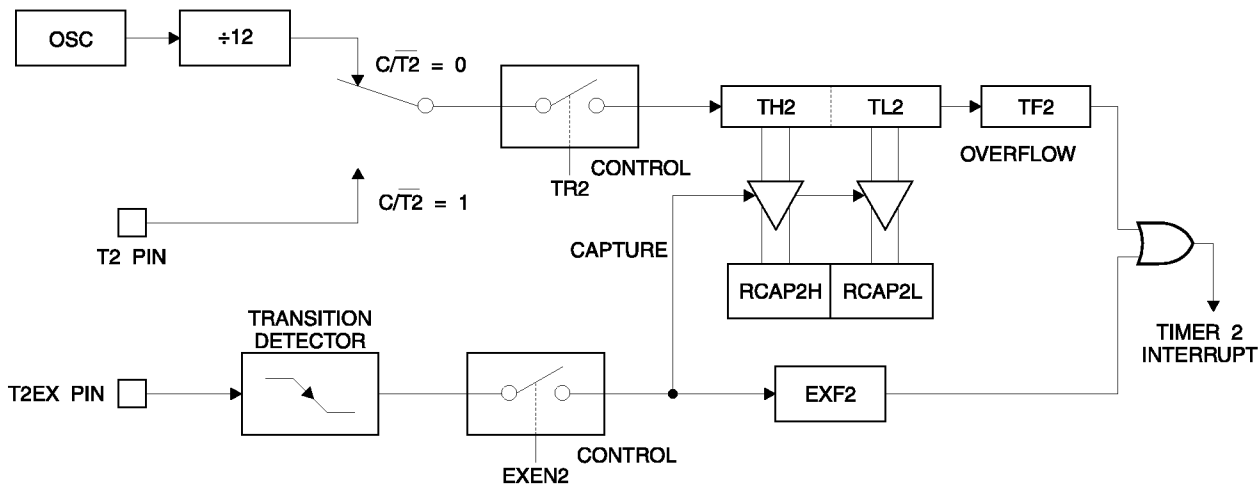 OSC
÷12
C/T2 = 0
TH2
TL2
TF2
OVERFLOW
CONTROL
TR2
C/T2 = 1
T2 PIN
CAPTURE
RCAP2H
RCAP2L
TRANSITION
DETECTOR
TIMER 2
INTERRUPT
T2EX PIN
EXF2
CONTROL
EXEN2